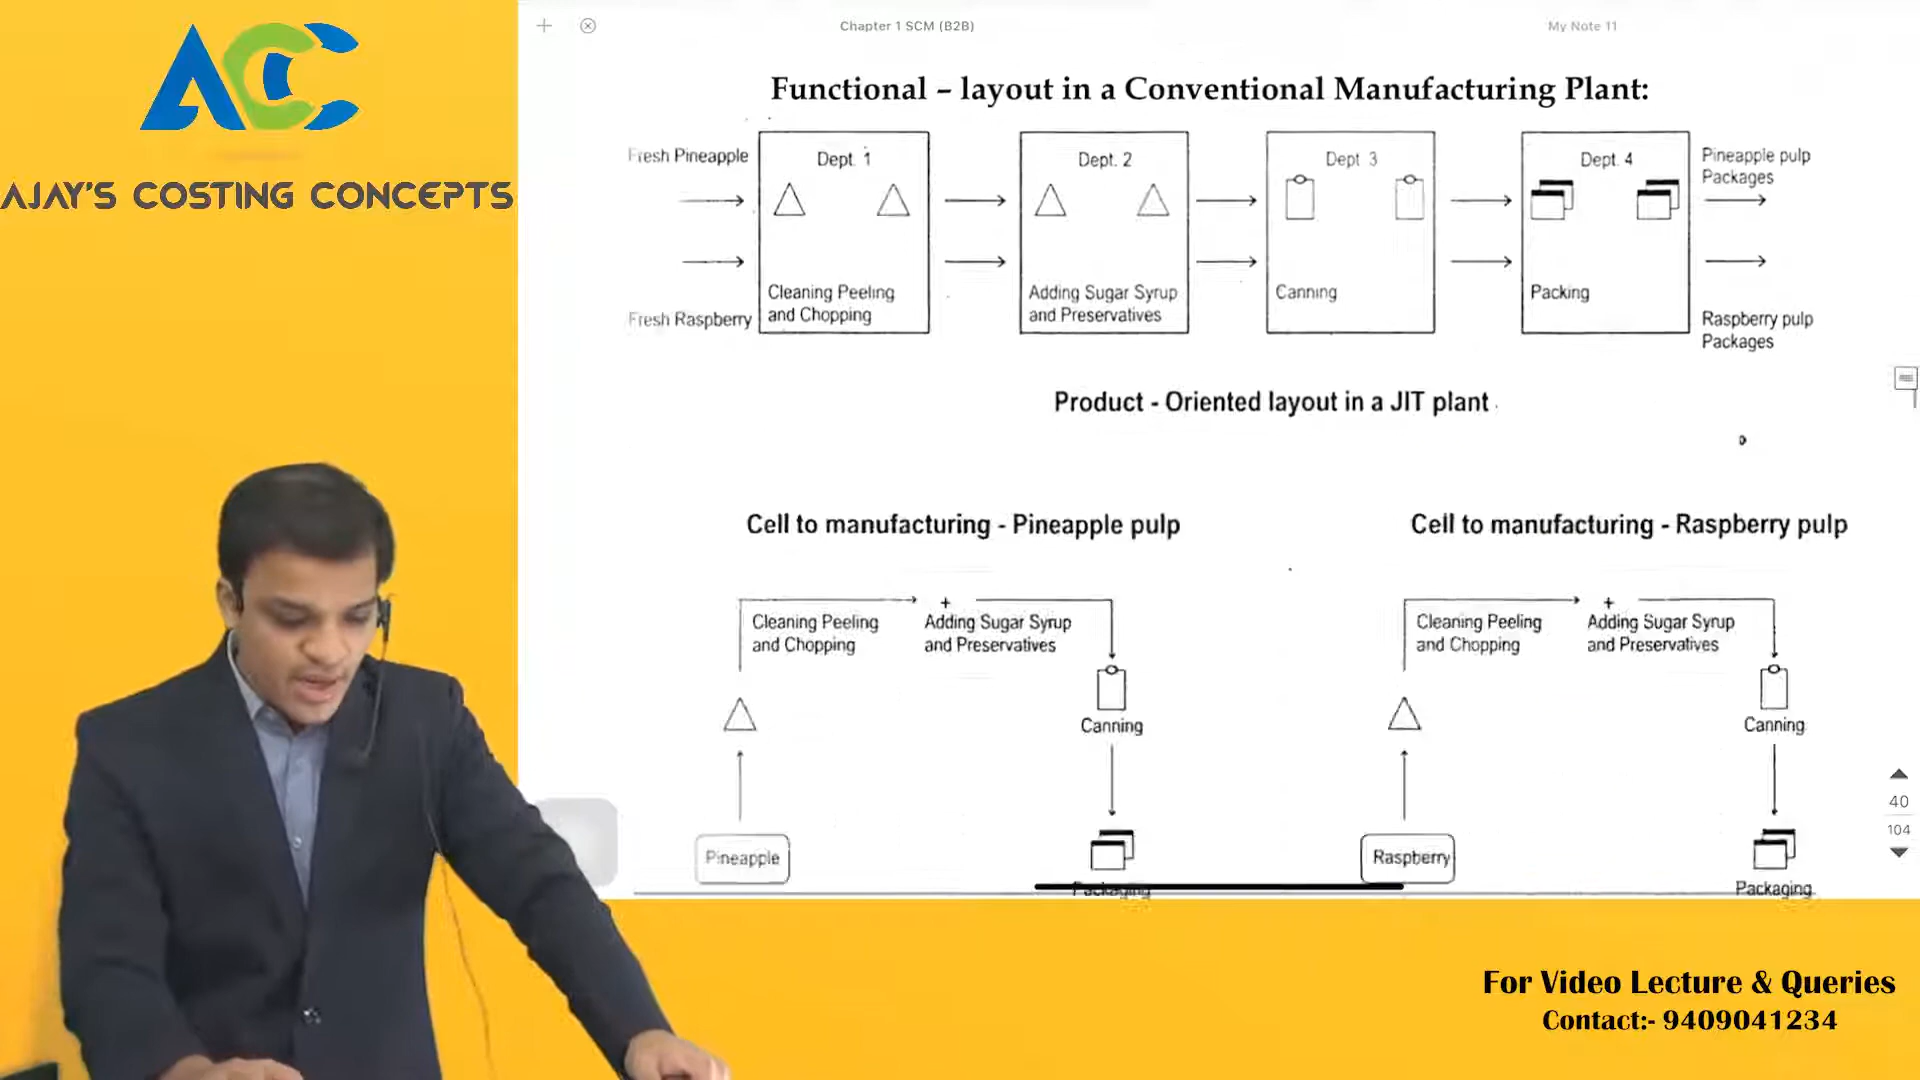 ACC
AJAY'S COSTING CONCEPTS
Chapter 1 SCM (B2B)
My Note 11
Functional – layout in a Conventional Manufacturing Plant:
Fresh Pineapple
Fresh Raspberry
Dept. 1
Cleaning Peeling
and Chopping
Dept. 2
Adding Sugar Syrup
and Preservatives
Dept 3
Canning
Dept. 4
Packing
Pineapple pulp
Packages
Raspberry pulp
Packages
Product - Oriented layout in a JIT plant
Cell to manufacturing - Pineapple pulp
Cleaning Peeling
and Chopping
+
Adding Sugar Syrup
and Preservatives
Canning
Pineapple
Packaging
Cell to manufacturing - Raspberry pulp
Cleaning Peeling
and Chopping
+
Adding Sugar Syrup
and Preservatives
Canning
Raspberry
Packaging
40
104
For Video Lecture & Queries
Contact:- 9409041234